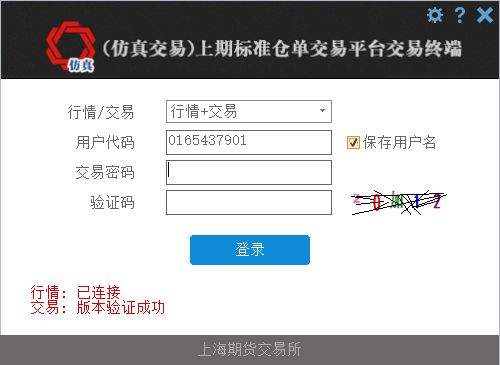 ?
仿真
(仿真交易)上期标准仓单交易平台交易终端
行情/交易 行情+交易
用户代码 0165437901 保存用户名
交易密码
验证码
登录
行情: 已连接
交易: 版本验证成功
上海期货交易所